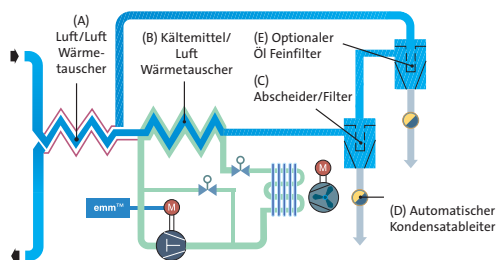 (A)
Luft/Luft
Wärme-
tauscher
(B) Kältemittel/
Luft
Wärmetauscher
(E) Optionaler
Öl Feinfilter
(C)
Abscheider/Filter
M
emm™
M
(D) Automatischer
Kondensatableiter